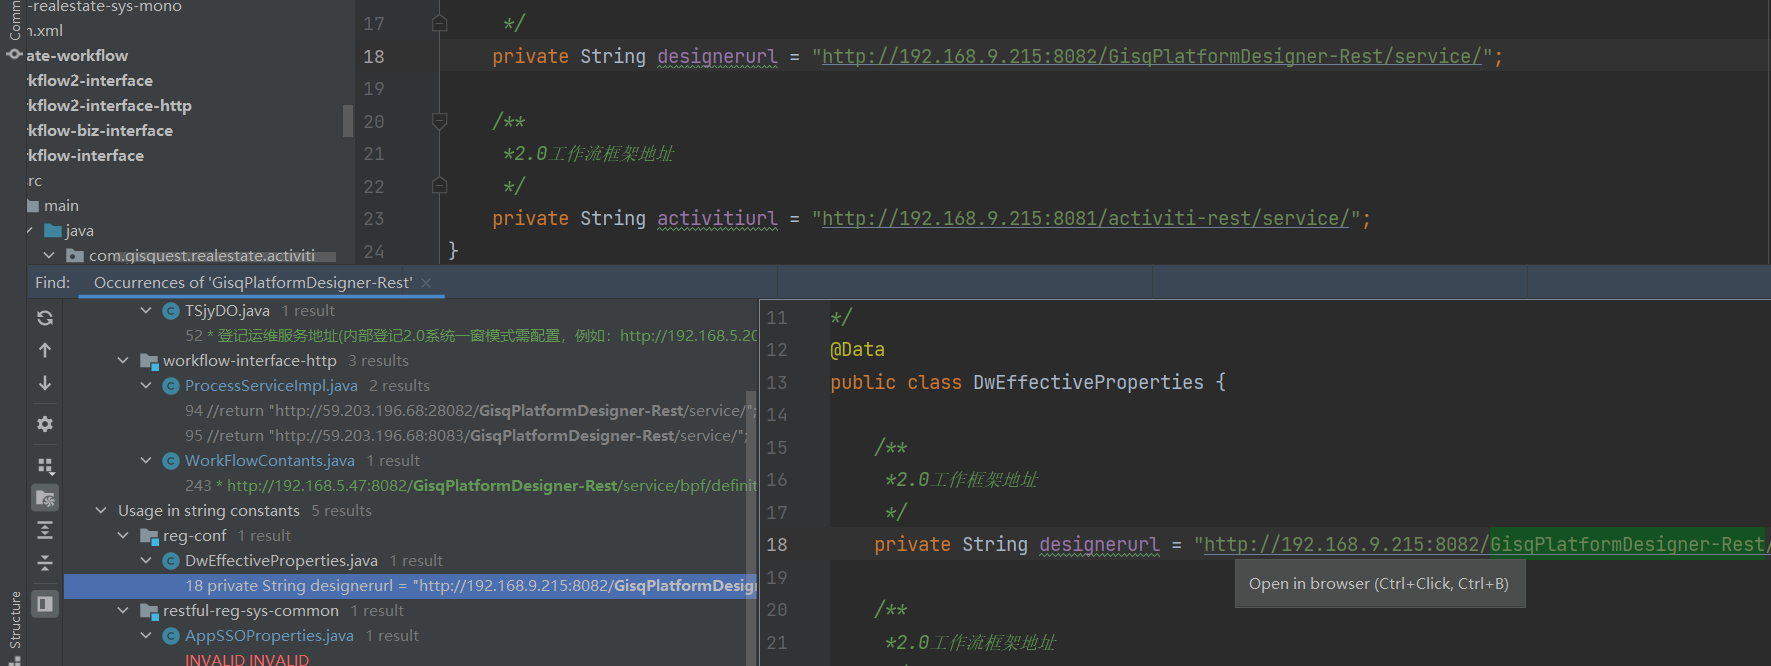 Comm
-realestate-sys-mono
n.xml
ate-workflow
rkflow2-interface
rkflow2-interface-http
rkflow-biz-interface
rkflow-interface
rc
main
java
com.gisquest.realestate.activiti
17 */
18 private String designerurl = "http://192.168.9.215:8082/GisqPlatformDesigner-Rest/service/";
19
20 /**
21 *2.0工作流框架地址
22 */
23 private String activitiurl = "http://192.168.9.215:8081/activiti-rest/service/";
24 }
Find: Occurrences of 'GisqPlatformDesigner-Rest' ×
TSjyDO.java 1 result
52 * 登记运维服务地址(内部登记2.0系统一窗模式需配置，例如：http://192.168.5.20
workflow-interface-http 3 results
ProcessServiceImpl.java 2 results
94 //return "http://59.203.196.68:28082/GisqPlatformDesigner-Rest/service/";
95 //return "http://59.203.196.68:8083/GisqPlatformDesigner-Rest/service/";
WorkFlowContants.java 1 result
243 * http://192.168.5.47:8082/GisqPlatformDesigner-Rest/service/bpf/definit
Usage in string constants 5 results
reg-conf 1 result
DwEffectiveProperties.java 1 result
18 private String designerurl = "http://192.168.9.215:8082/GisqPlatformDesig
restful-reg-sys-common 1 result
AppSSOProperties.java 1 result
INVALID INVALID
Structure
11 */
12 @Data
13 public class DwEffectiveProperties {
14
15 /**
16 *2.0工作框架地址
17 */
18 private String designerurl = "http://192.168.9.215:8082/GisqPlatformDesigner-Rest/
19
Open in browser (Ctrl+Click, Ctrl+B)
20 /**
21 *2.0工作流框架地址